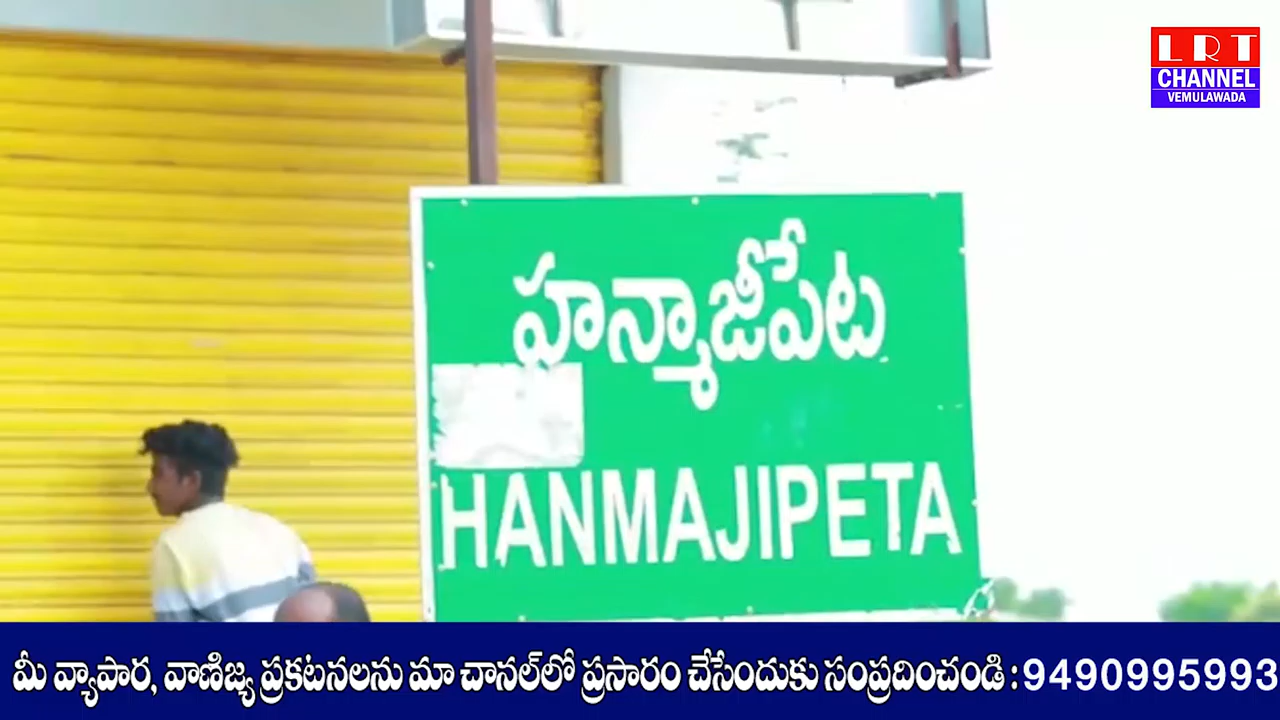 LRT
CHANNEL
VEMULAWADA
హన్మాజీపేట
HANMAJIPETA
మీ వ్యాపార, వాణిజ్య ప్రకటనలను మా చానల్‌లో ప్రసారం చేసేందుకు సంప్రదించండి :9490995993